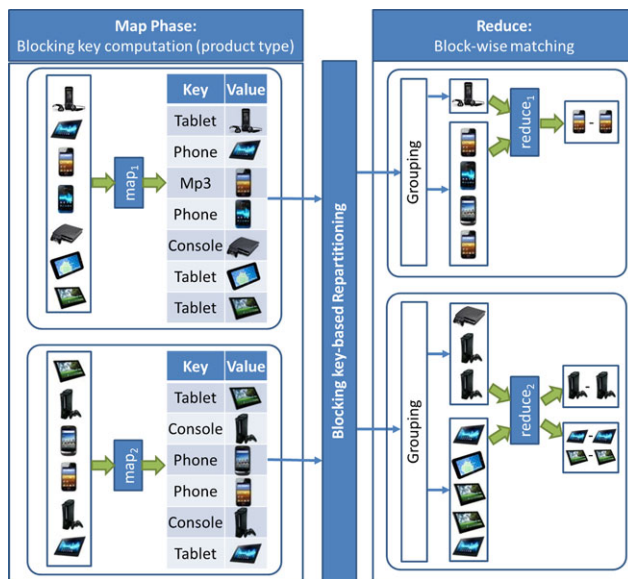 Map Phase:
Blocking key computation (product type)
map1
Key Value
Tablet
Phone
Mp3
Phone
Console
Tablet
Tablet
map2
Key Value
Tablet
Console
Phone
Phone
Console
Tablet
Blocking key-based Repartitioning
Reduce:
Block-wise matching
Grouping
reduce1
-
Grouping
reduce2
-
-
-